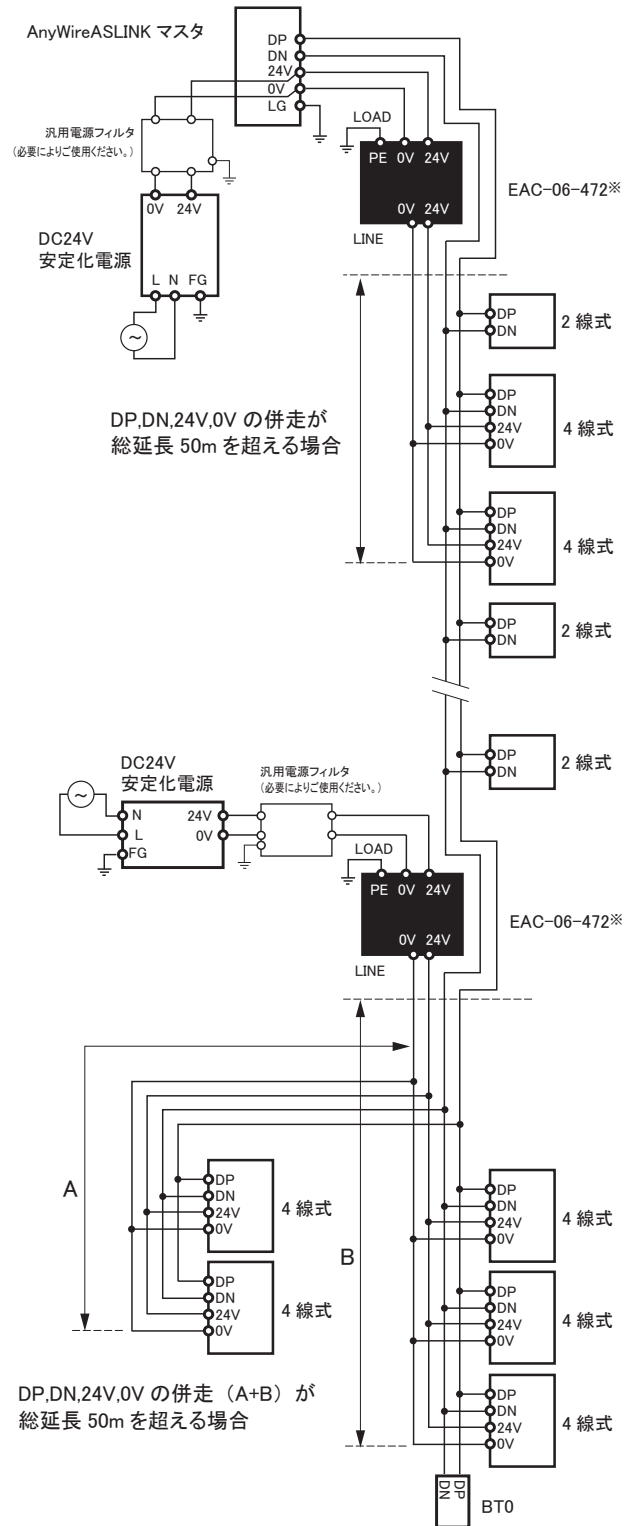 AnyWireASLINK マスタ
DP
DN
24V
0V
LG
汎用電源フィルタ
(必要によりご使用ください。)
0V 24V
DC24V
安定化電源
L N FG
LOAD
PE 0V 24V
0V 24V
LINE
EAC-06-472※
DP
DN
2 線式
DP,DN,24V,0V の併走が
総延長 50m を超える場合
DP
DN
24V
0V
4 線式
DP
DN
24V
0V
4 線式
DP
DN
2 線式
DP
DN
2 線式
DC24V
安定化電源
N
L
FG
24V
0V
汎用電源フィルタ
(必要によりご使用ください。)
LOAD
PE 0V 24V
0V 24V
LINE
EAC-06-472※
A
DP
DN
24V
0V
4 線式
DP
DN
24V
0V
4 線式
B
DP
DN
24V
0V
4 線式
DP
DN
24V
0V
4 線式
DP
DN
24V
0V
4 線式
DP,DN,24V,0V の併走（A+B）が
総延長 50m を超える場合
DN
DP
BT0